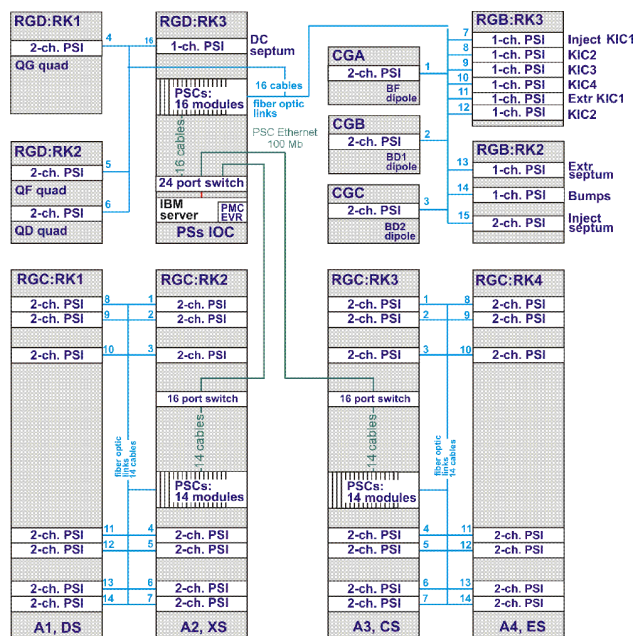 RGD:RK1
2-ch. PSI
QG quad
4
16
RGD:RK3
1-ch. PSI
DC
septum
PSCs:
16 modules
16 cables
fiber optic
links
16 cables
PSC Ethernet
100 Mb
24 port switch
IBM
server
PMC
EVR
PSs IOC
RGD:RK2
2-ch. PSI
QF quad
2-ch. PSI
QD quad
5
6
CGA
2-ch. PSI
BF
dipole
1
CGB
2-ch. PSI
BD1
dipole
2
CGC
2-ch. PSI
BD2
dipole
3
RGB:RK3
7
1-ch. PSI
Inject KIC1
8
1-ch. PSI
KIC2
9
1-ch. PSI
KIC3
10
1-ch. PSI
KIC4
11
1-ch. PSI
Extr KIC1
12
1-ch. PSI
KIC2
RGB:RK2
13
1-ch. PSI
Extr
septum
14
1-ch. PSI
Bumps
15
2-ch. PSI
Inject
septum
RGC:RK1
2-ch. PSI
2-ch. PSI
2-ch. PSI
2-ch. PSI
2-ch. PSI
2-ch. PSI
2-ch. PSI
A1, DS
8
9
10
11
12
13
14
1
2
3
4
5
6
7
fiber optic
links
14 cables
RGC:RK2
2-ch. PSI
2-ch. PSI
2-ch. PSI
16 port switch
14 cables
PSCs:
14 modules
2-ch. PSI
2-ch. PSI
2-ch. PSI
2-ch. PSI
A2, XS
RGC:RK3
2-ch. PSI
2-ch. PSI
2-ch. PSI
16 port switch
14 cables
PSCs:
14 modules
2-ch. PSI
2-ch. PSI
2-ch. PSI
2-ch. PSI
A3, CS
1
2
3
4
5
6
7
8
9
10
11
12
13
14
fiber optic
links
14 cables
RGC:RK4
2-ch. PSI
2-ch. PSI
2-ch. PSI
2-ch. PSI
2-ch. PSI
2-ch. PSI
2-ch. PSI
A4, ES